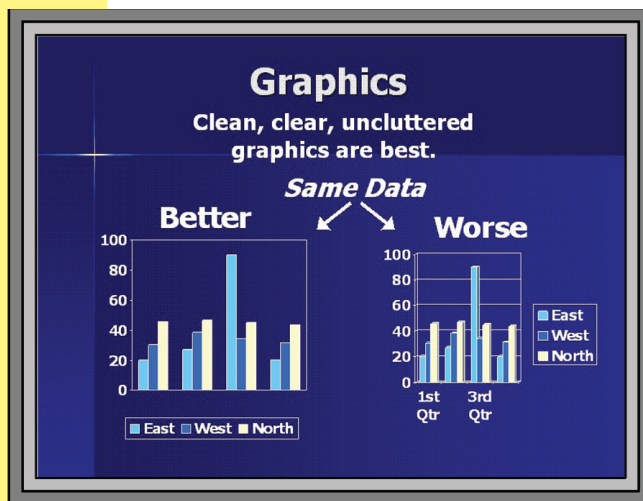 Graphics
Clean, clear, uncluttered
graphics are best.
Same Data
Better
Worse
100
80
60
40
20
0
East West North
100
80
60
40
20
0
1st 3rd
Qtr Qtr
East
West
North